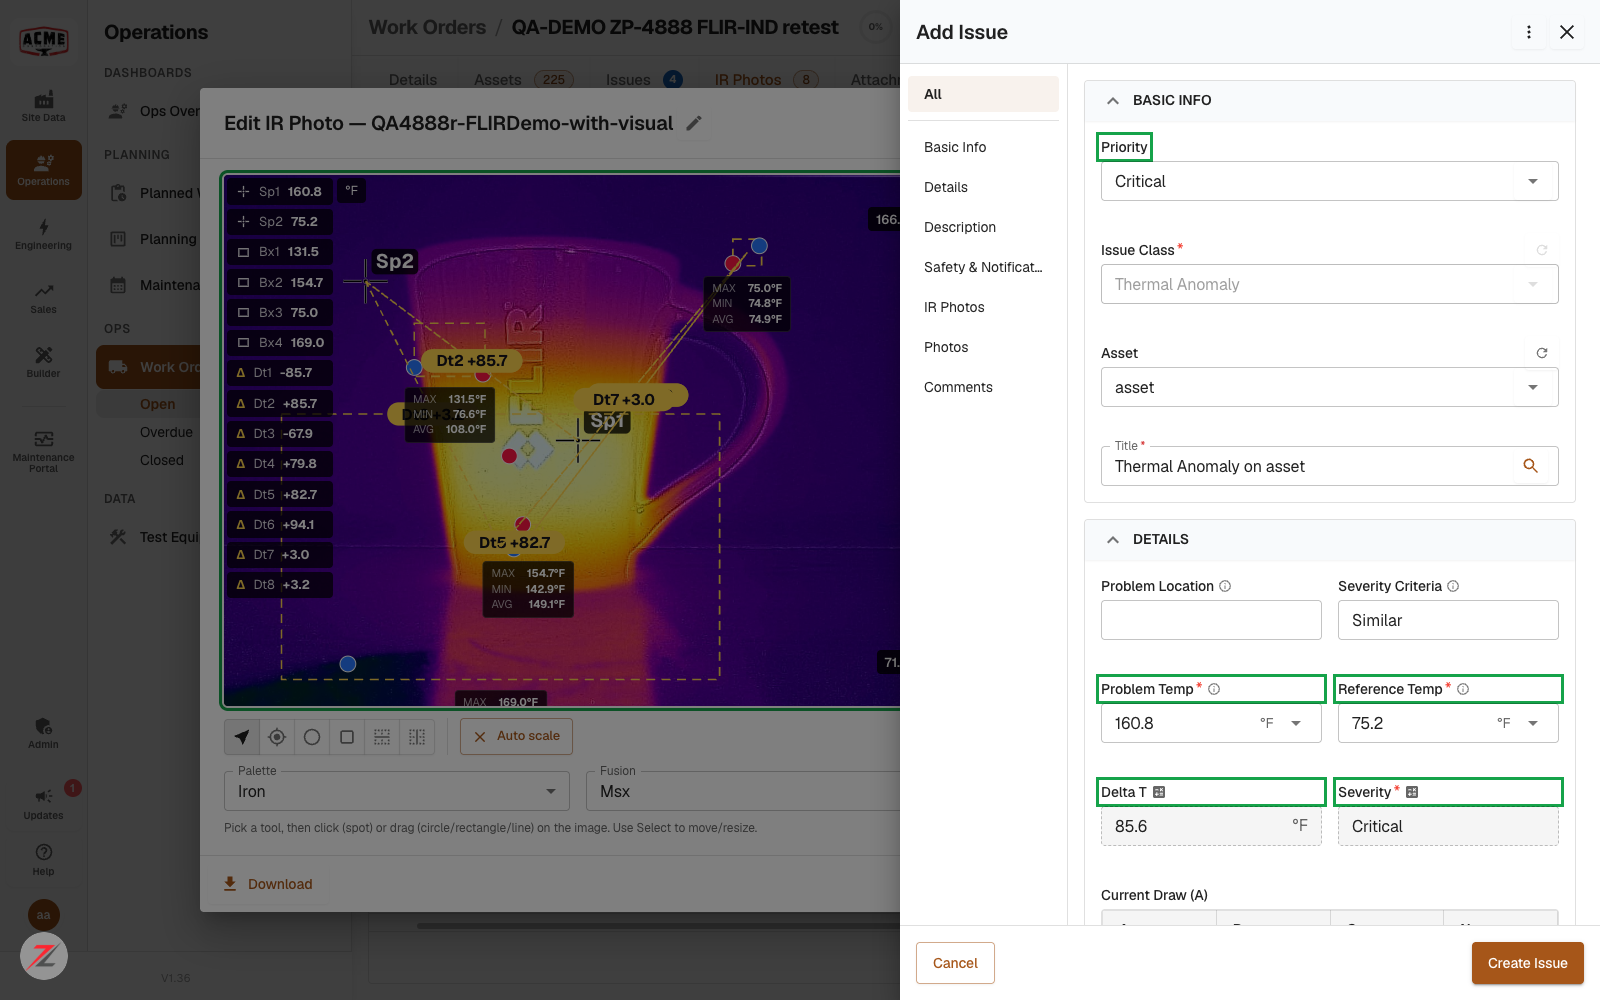 ACME
Site Data
Operations
Engineering
Sales
Builder
Maintenance
Portal
Admin
1
Updates
Help
aa
Z
Operations
DASHBOARDS
Ops Over
PLANNING
Planned
Planning
Maintena
OPS
Work Ord
Open
Overdue
Closed
DATA
Test Equi
V1.36
Work Orders / QA-DEMO ZP-4888 FLIR-IND retest 0%
Details Assets 225 Issues 4 IR Photos 8 Attachm
Edit IR Photo — QA4888r-FLIRDemo-with-visual
Sp1 160.8 °F
Sp2 75.2
Bx1 131.5
Bx2 154.7
Bx3 75.0
Bx4 169.0
Δ Dt1 -85.7
Δ Dt2 +85.7
Δ Dt3 -67.9
Δ Dt4 +79.8
Δ Dt5 +82.7
Δ Dt6 +94.1
Δ Dt7 +3.0
Δ Dt8 +3.2
166.
Sp2
MAX 75.0°F
MIN 74.8°F
AVG 74.9°F
FLIR
Dt2 +85.7
MAX 131.5°F
MIN 76.6°F
AVG 108.0°F
Dt7 +3.0
Sp1
Dt5 +82.7
MAX 154.7°F
MIN 142.9°F
AVG 149.1°F
71.
MAX 169.0°F
Auto scale
Palette
Iron
Fusion
Msx
Pick a tool, then click (spot) or drag (circle/rectangle/line) on the image. Use Select to move/resize.
Download
Add Issue
All
Basic Info
Details
Description
Safety & Notificat...
IR Photos
Photos
Comments
BASIC INFO
Priority
Critical
Issue Class *
Thermal Anomaly
Asset
asset
Title *
Thermal Anomaly on asset
DETAILS
Problem Location
Severity Criteria
Similar
Problem Temp *
160.8 °F
Reference Temp *
75.2 °F
Delta T
85.6 °F
Severity *
Critical
Current Draw (A)
Cancel
Create Issue